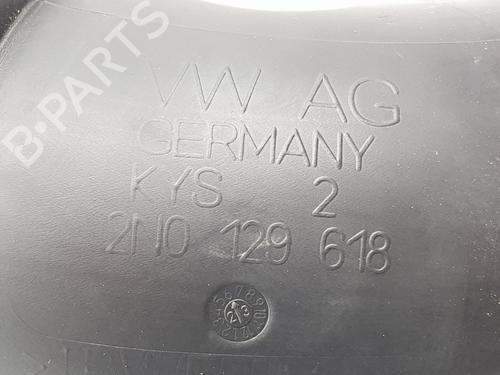 B-PARTS
VW AG
GERMANY
KYS 2
2N0 129 618